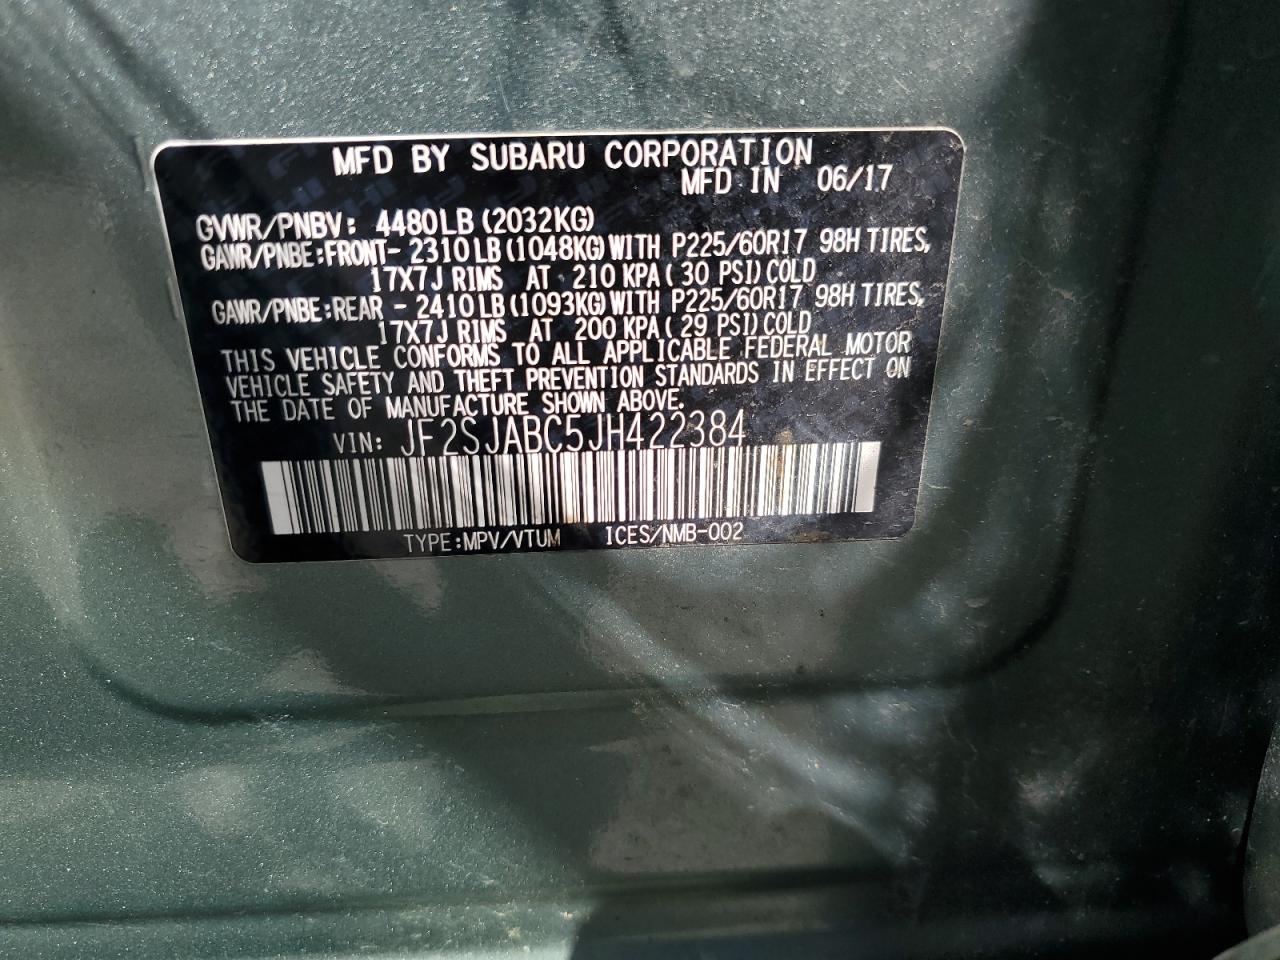 MFD BY SUBARU CORPORATION
MFD IN 06/17
GVWR/PNBV: 4480LB (2032KG)
GAWR/PNBE:FRONT- 2310LB (1048KG) WITH P225/60R17 98H TIRES,
17X7J RIMS AT 210 KPA ( 30 PSI) COLD
GAWR/PNBE:REAR - 2410LB (1093KG) WITH P225/60R17 98H TIRES,
17X7J RIMS AT 200 KPA ( 29 PSI) COLD
THIS VEHICLE CONFORMS TO ALL APPLICABLE FEDERAL MOTOR
VEHICLE SAFETY AND THEFT PREVENTION STANDARDS IN EFFECT ON
THE DATE OF MANUFACTURE SHOWN ABOVE.
VIN: JF2SJABC5JH422384
TYPE:MPV/VTUM ICES/NMB-002